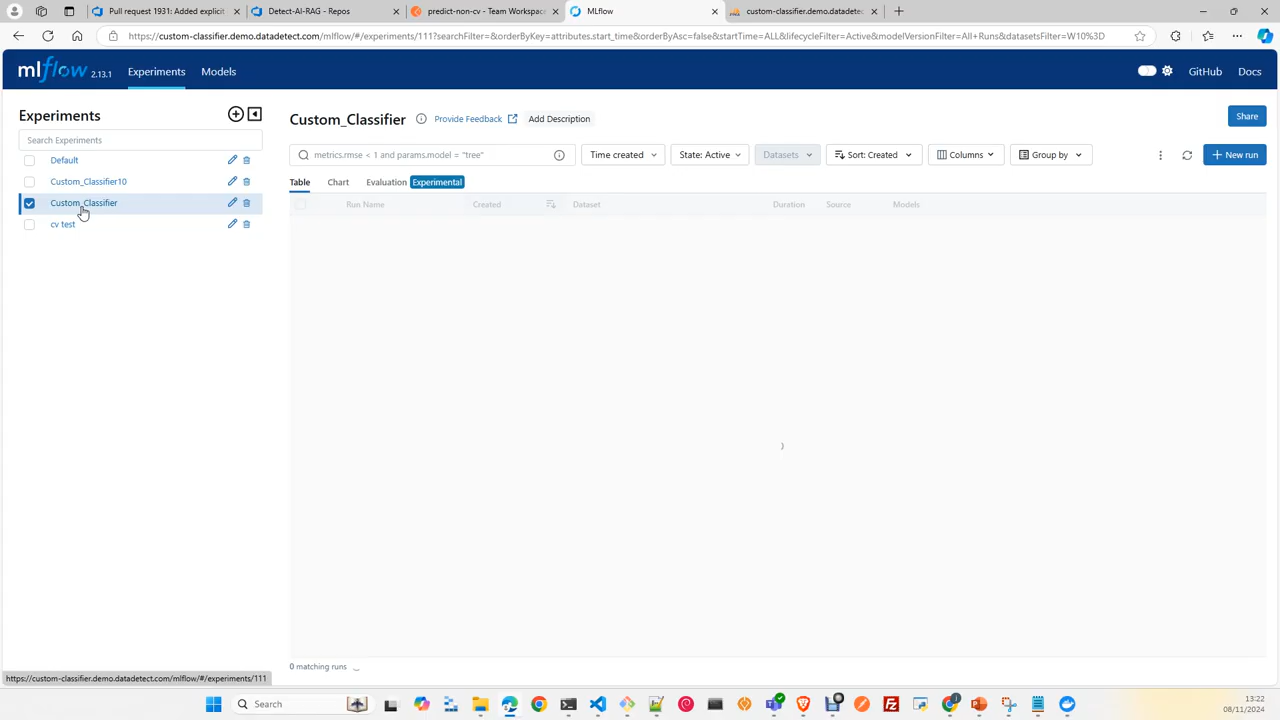 Pull request 1931: Added explicit
Detect-AI-RAG - Repos
predict-non-cv - Team Workspace
MLflow
custom-classifier.demo.datadetec
https://custom-classifier.demo.datadetect.com/mlflow/#/experiments/111?searchFilter=&orderByKey=attributes.start_time&orderByAsc=false&startTime=ALL&lifecycleFilter=Active&modelVersionFilter=All+Runs&datasetsFilter=W10%3D
mlflow 2.13.1 Experiments Models GitHub Docs
Experiments
Search Experiments
Default
Custom_Classifier10
Custom_Classifier
cv test
Custom_Classifier Provide Feedback Add Description Share
metrics.rmse < 1 and params.model = "tree" Time created State: Active Datasets Sort: Created Columns Group by New run
Table Chart Evaluation Experimental
Run Name Created Dataset Duration Source Models
0 matching runs
https://custom-classifier.demo.datadetect.com/mlflow/#/experiments/111
Search
13:22
08/11/2024